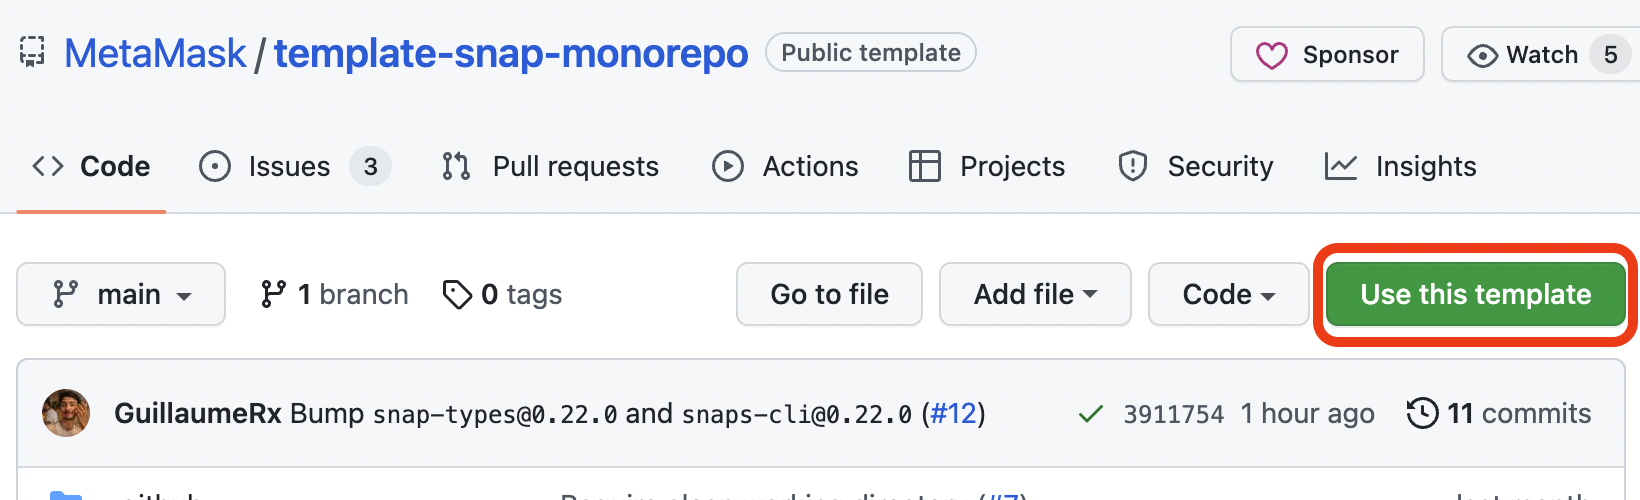 MetaMask / template-snap-monorepo Public template Sponsor Watch 5
Code Issues 3 Pull requests Actions Projects Security Insights
main 1 branch 0 tags Go to file Add file Code Use this template
GuillaumeRx Bump snap-types@0.22.0 and snaps-cli@0.22.0 (#12) 3911754 1 hour ago 11 commits